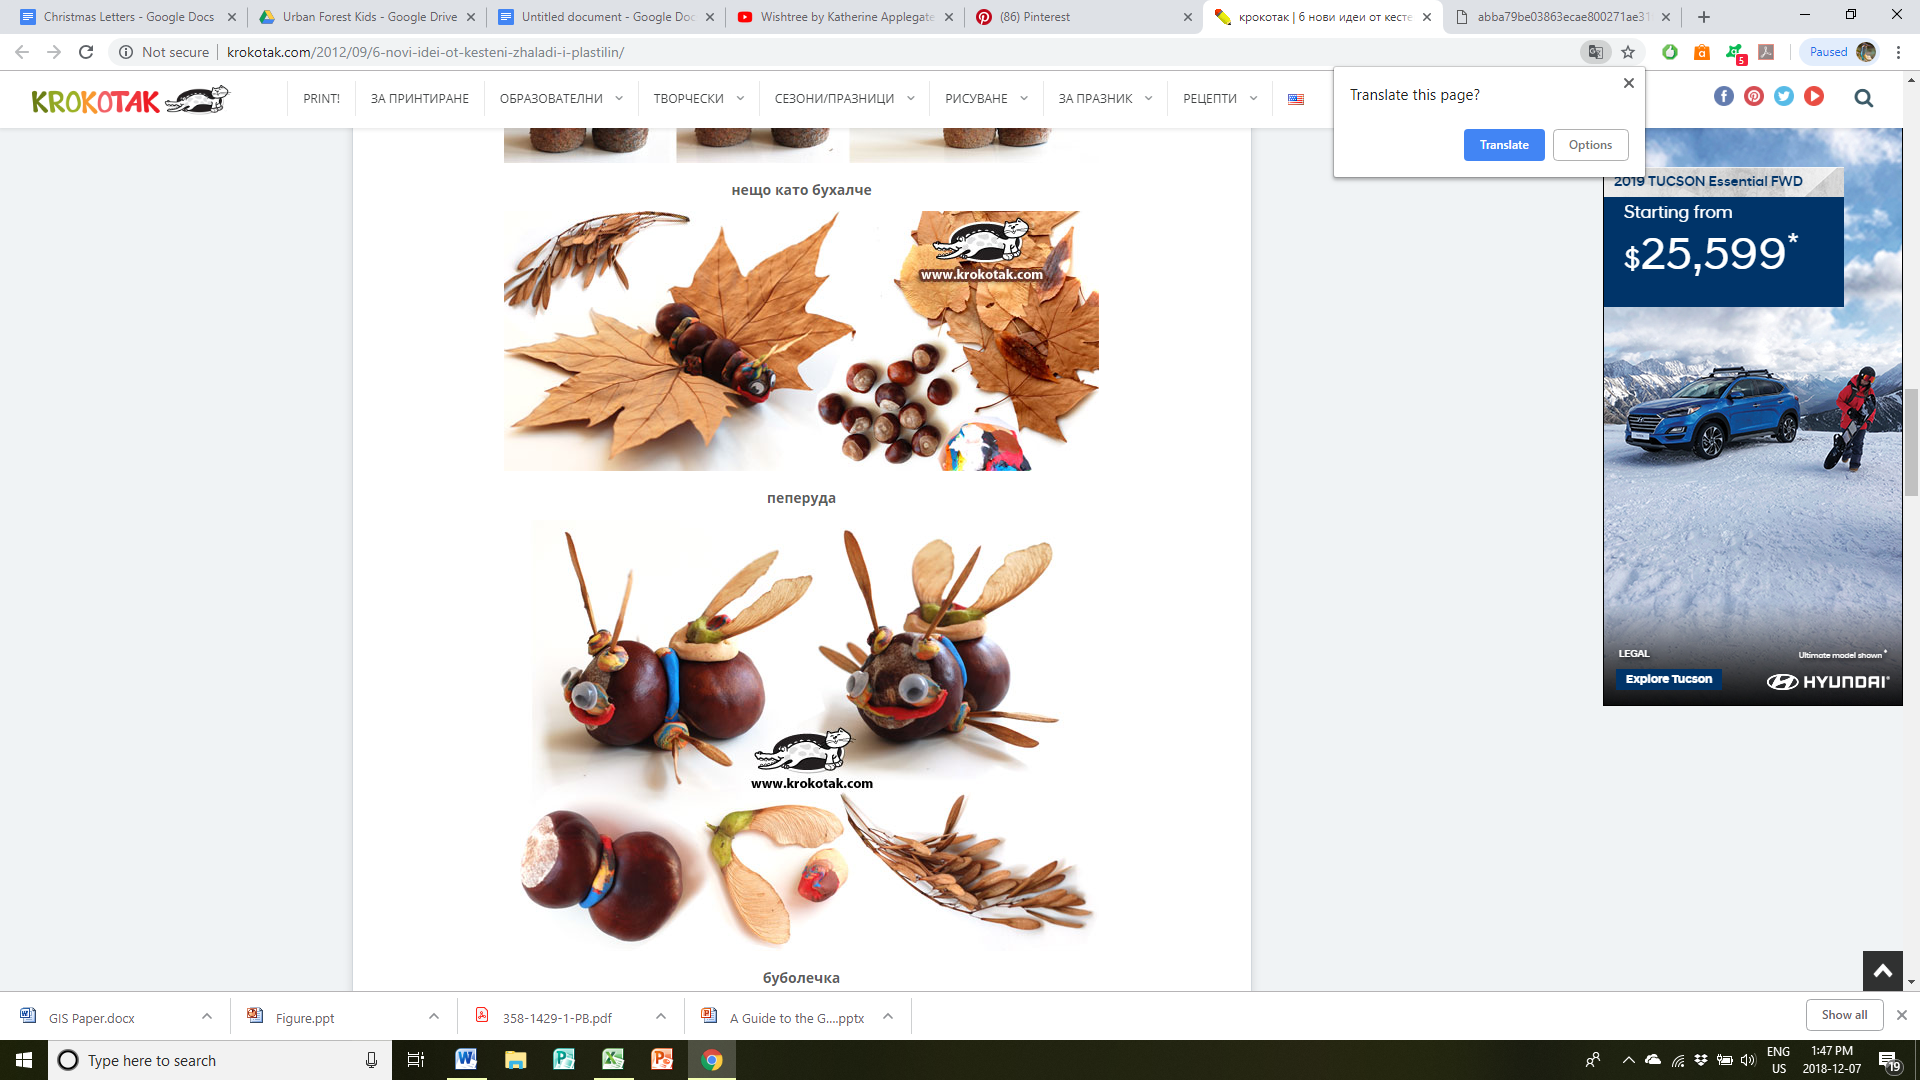 Christmas Letters - Google Docs
Urban Forest Kids - Google Drive
Untitled document - Google Doc
Wishtree by Katherine Applegate
(86) Pinterest
крокотак | 6 нови идеи от кесте
abba79be03863ecae800271ae31
Not secure
krokotak.com/2012/09/6-novi-idei-ot-kesteni-zhaladi-i-plastilin/
5
Paused
KROKOTAK
PRINT!
ЗА ПРИНТИРАНЕ
ОБРАЗОВАТЕЛНИ
ТВОРЧЕСКИ
СЕЗОНИ/ПРАЗНИЦИ
РИСУВАНЕ
ЗА ПРАЗНИК
РЕЦЕПТИ
Translate this page?
Translate
Options
нещо като бухалче
www.krokotak.com
пеперуда
www.krokotak.com
буболечка
2019 TUCSON Essential FWD
Starting from
$25,599*
LEGAL
Ultimate model shown*
Explore Tucson
HYUNDAI
GIS Paper.docx
Figure.ppt
358-1429-1-PB.pdf
A Guide to the G....pptx
Show all
Type here to search
ENG
US
1:47 PM
2018-12-07
19